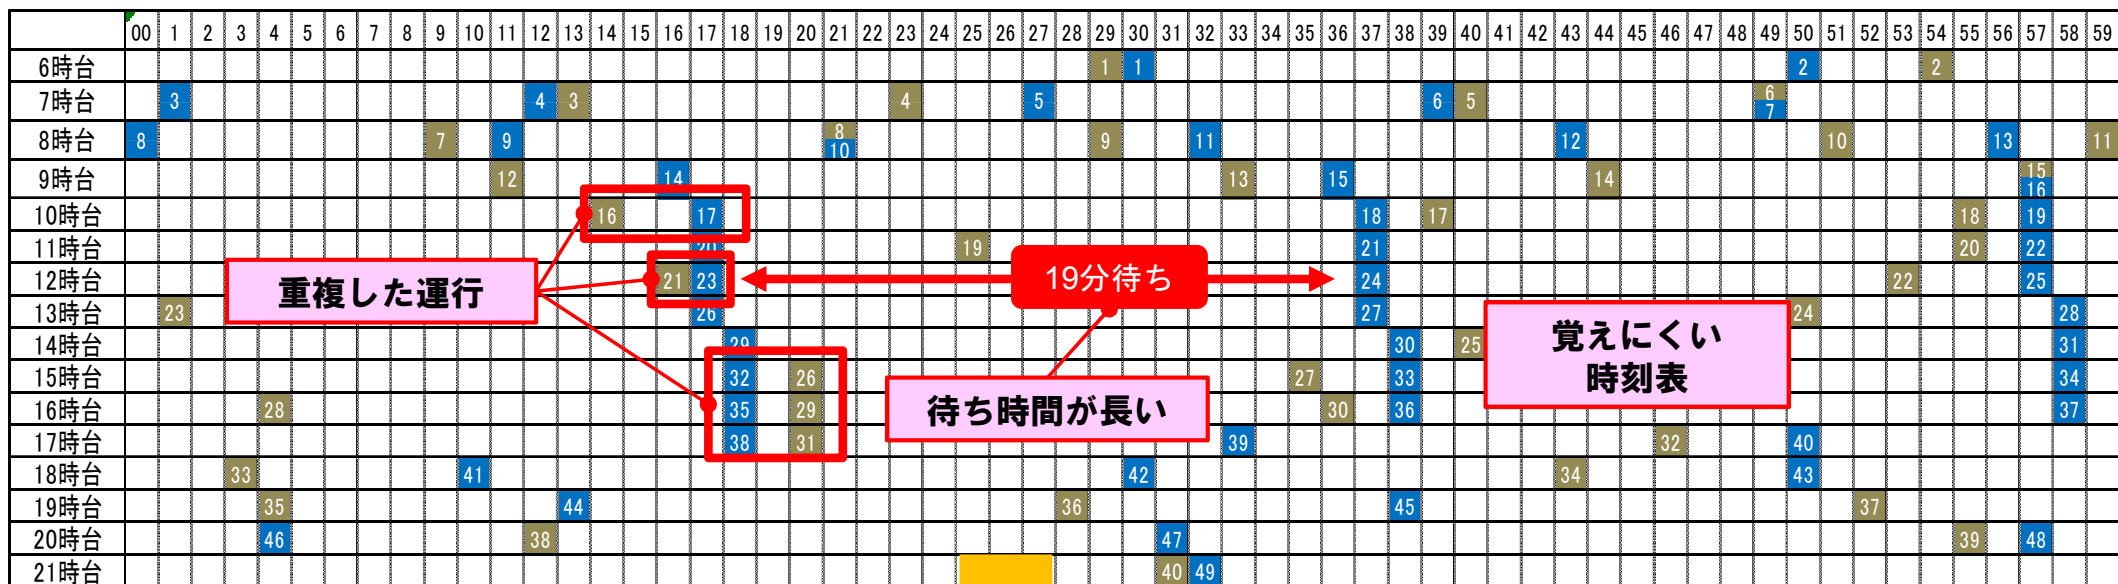 00 1 2 3 4 5 6 7 8 9 10 11 12 13 14 15 16 17 18 19 20 21 22 23 24 25 26 27 28 29 30 31 32 33 34 35 36 37 38 39 40 41 42 43 44 45 46 47 48 49 50 51 52 53 54 55 56 57 58 59
6時台 1 1 2 2
7時台 3 4 3 4 5 6 5 6 7
8時台 8 7 9 8 10 9 11 12 10 13 11
9時台 12 14 13 15 14 15 16
10時台 16 17 18 17 18 19
11時台 20 19 21 20 22
12時台 21 23 19分待ち 24 22 25
重複した運行
13時台 23 26 27 24 28
14時台 29 30 25 31
覚えにくい
時刻表
15時台 32 26 27 33 34
待ち時間が長い
16時台 28 35 29 30 36 37
17時台 38 31 39 32 40
18時台 33 41 42 34 43
19時台 35 44 36 45 37
20時台 46 38 47 39 48
21時台 40 49